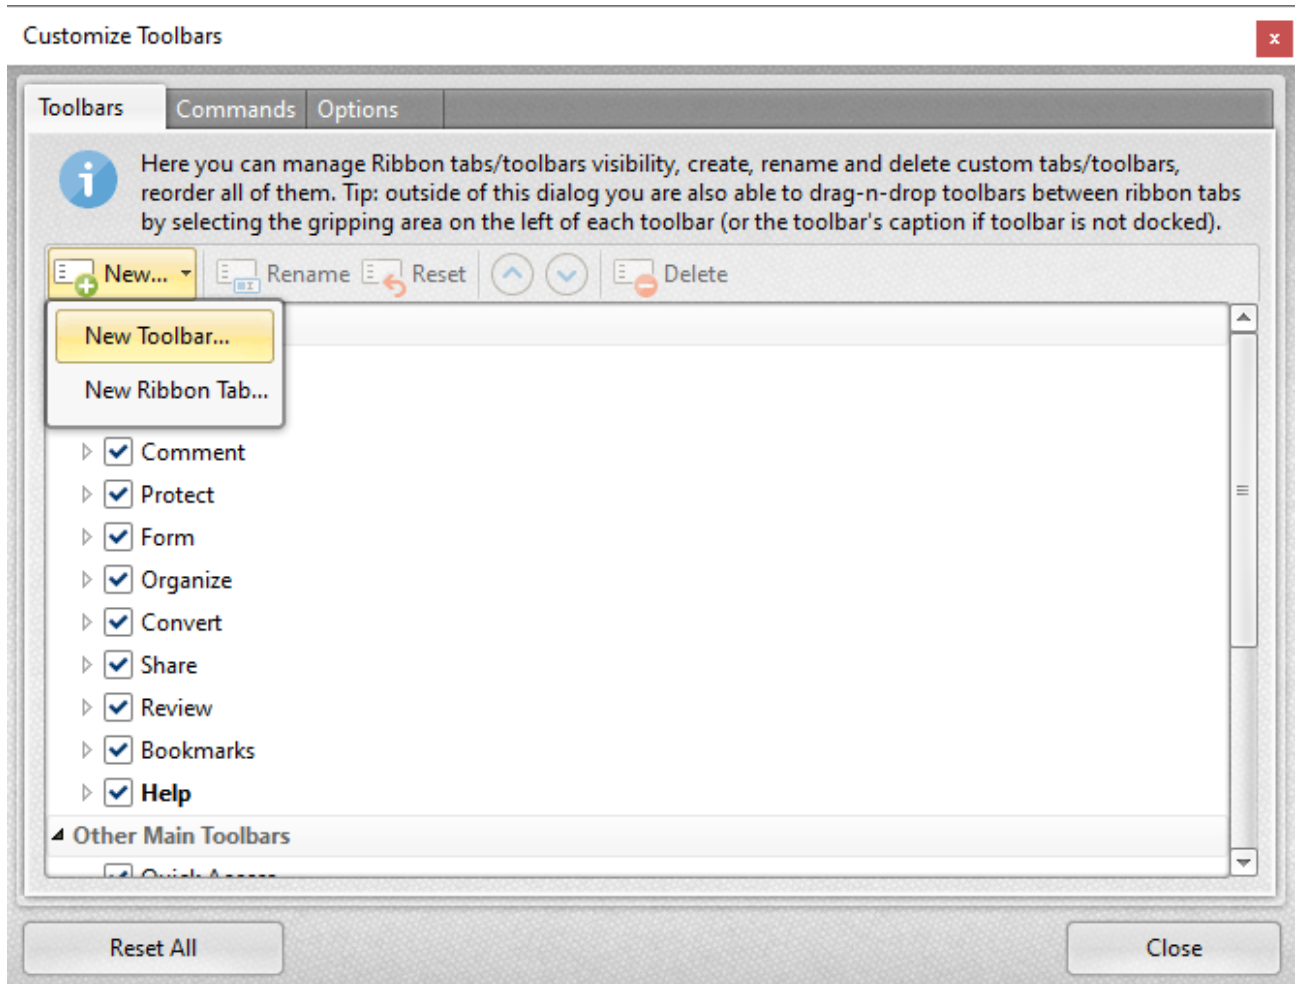 Customize Toolbars
x
Toolbars Commands Options
Here you can manage Ribbon tabs/toolbars visibility, create, rename and delete custom tabs/toolbars,
reorder all of them. Tip: outside of this dialog you are also able to drag-n-drop toolbars between ribbon tabs
by selecting the gripping area on the left of each toolbar (or the toolbar's caption if toolbar is not docked).
New... Rename Reset Delete
New Toolbar...
New Ribbon Tab...
Comment
Protect
Form
Organize
Convert
Share
Review
Bookmarks
Help
Other Main Toolbars
Quick Access
Reset All Close